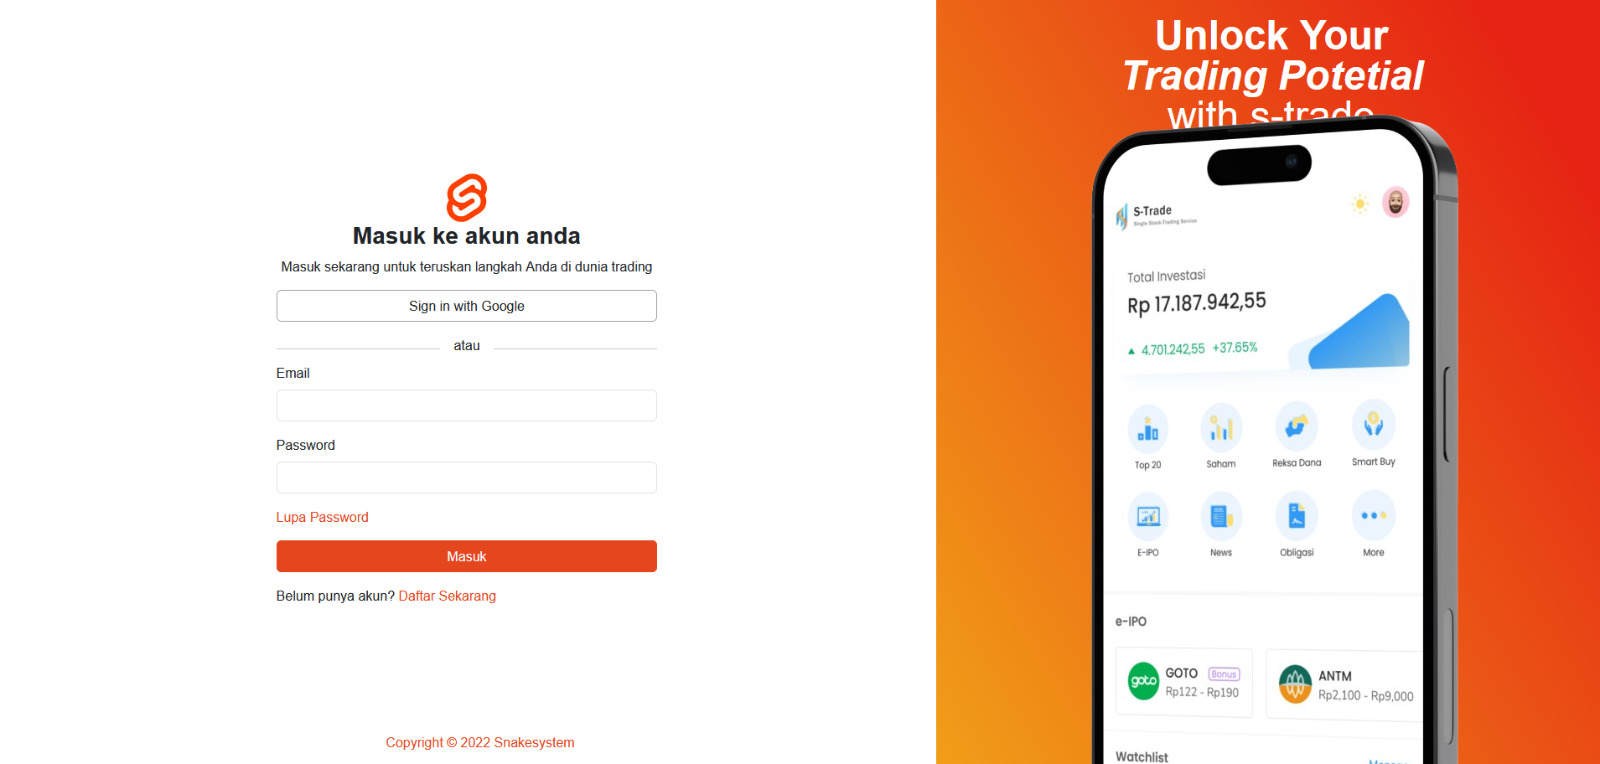 Masuk ke akun anda
Masuk sekarang untuk teruskan langkah Anda di dunia trading
Sign in with Google
atau
Email
Password
Lupa Password
Masuk
Belum punya akun? Daftar Sekarang
Copyright © 2022 Snakesystem
Unlock Your
Trading Potetial
with s-trade
S-Trade
Single Stock Trading Service
Total Investasi
Rp 17.187.942,55
4.701.242,55 +37.65%
Top 20 Saham Reksa Dana Smart Buy
E-IPO News Obligasi More
e-IPO
GOTO Bonus
Rp122 - Rp190
ANTM
Rp2,100 - Rp9,000
Watchlist